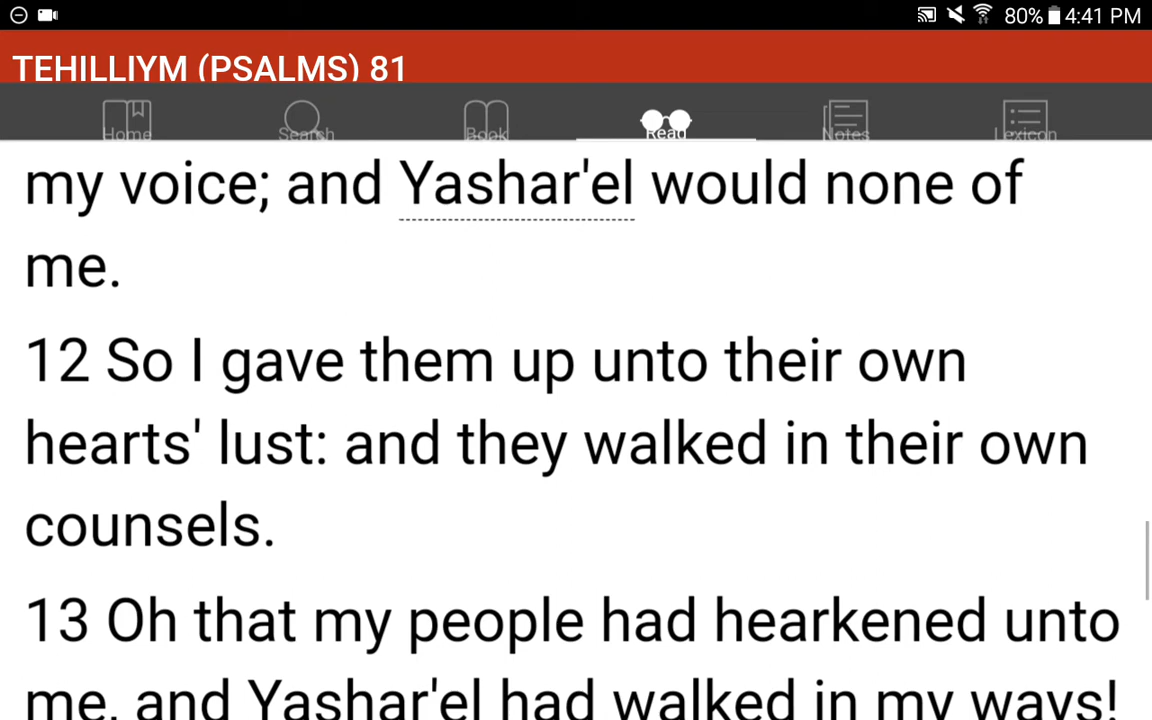 80% 4:41 PM
TEHILLIYM (PSALMS) 81
Home Search Book Read Notes Lexicon
my voice; and Yashar'el would none of
me.
12 So I gave them up unto their own
hearts' lust: and they walked in their own
counsels.
13 Oh that my people had hearkened unto
me, and Yashar'el had walked in my ways!